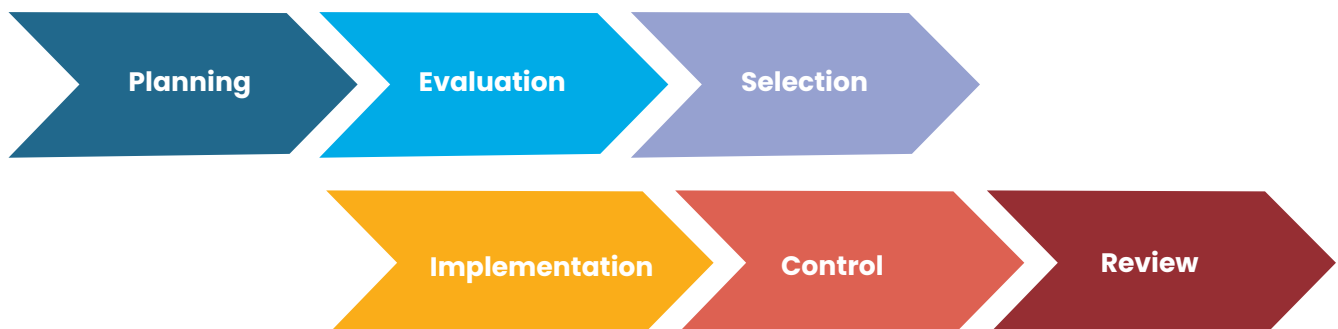 Planning
Evaluation
Selection
Implementation
Control
Review